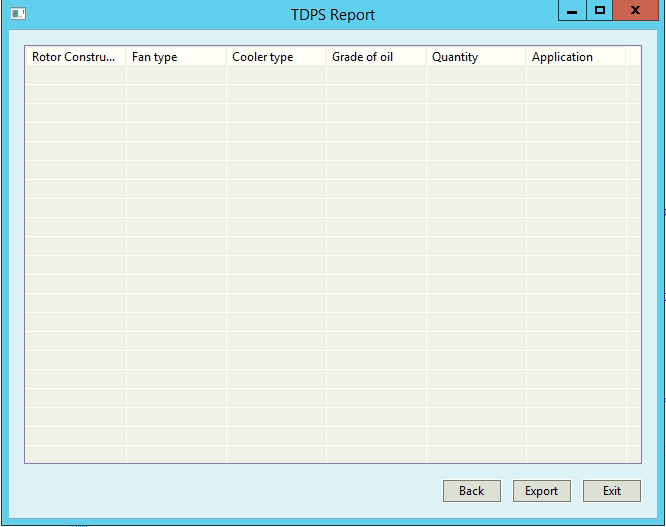 TDPS Report
Rotor Constru... Fan type Cooler type Grade of oil Quantity Application
Back Export Exit